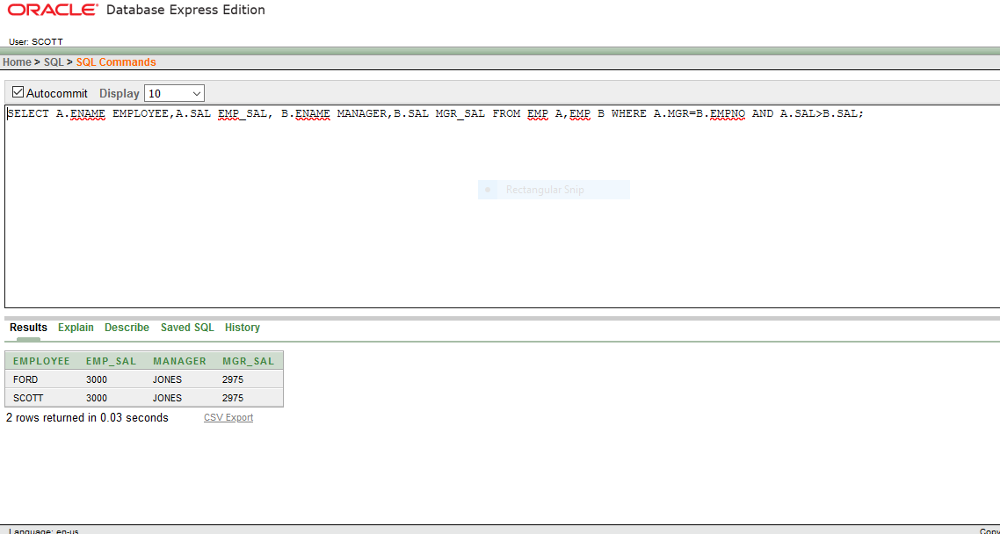 ORACLE Database Express Edition
User: SCOTT
Home > SQL > SQL Commands
Autocommit Display 10
SELECT A.ENAME EMPLOYEE,A.SAL EMP_SAL, B.ENAME MANAGER,B.SAL MGR_SAL FROM EMP A,EMP B WHERE A.MGR=B.EMPNO AND A.SAL>B.SAL;
Rectangular Snip
Results Explain Describe Saved SQL History
EMPLOYEE EMP_SAL MANAGER MGR_SAL
FORD 3000 JONES 2975
SCOTT 3000 JONES 2975
2 rows returned in 0.03 seconds CSV Export
Language: en-us Copy